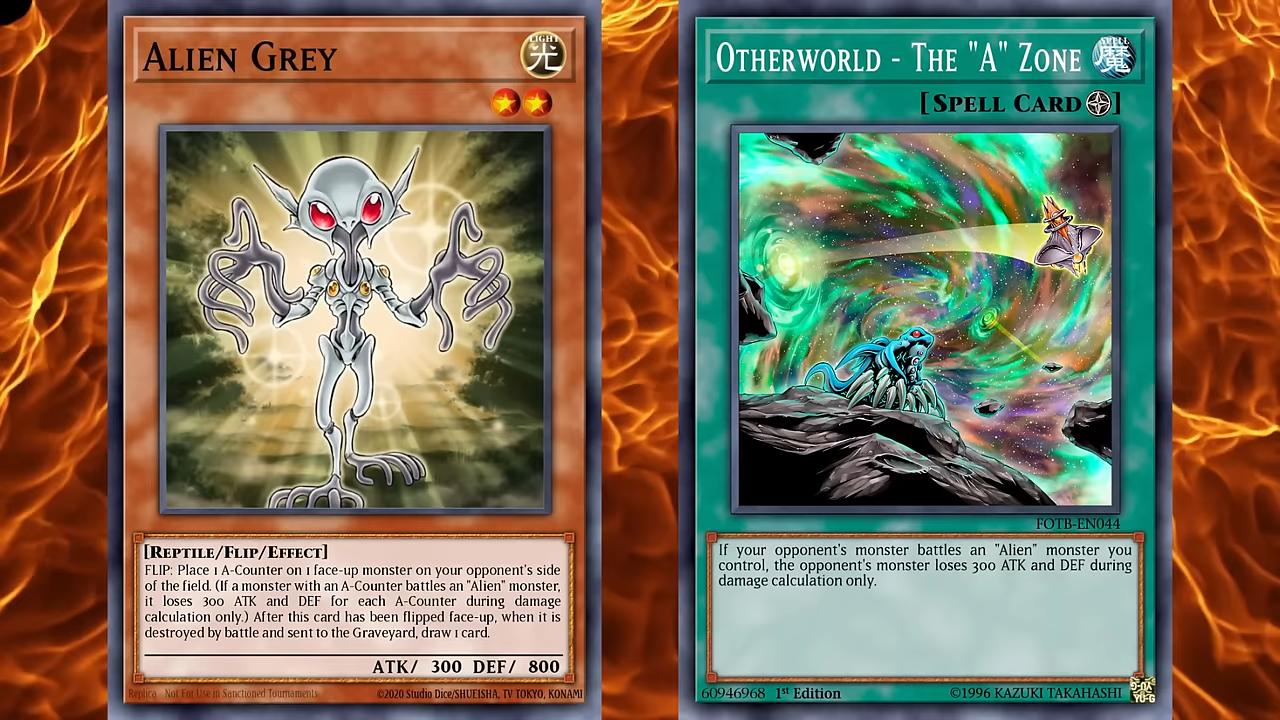 Alien Grey
LIGHT
光
[Reptile/Flip/Effect]
FLIP: Place 1 A-Counter on 1 face-up monster on your opponent's side
of the field. (If a monster with an A-Counter battles an "Alien" monster,
it loses 300 ATK and DEF for each A-Counter during damage
calculation only.) After this card has been flipped face-up, when it is
destroyed by battle and sent to the Graveyard, draw 1 card.
ATK/ 300 DEF/ 800
Replica - Not For Use in Sanctioned Tournaments
©2020 Studio Dice/SHUEISHA, TV TOKYO, KONAMI
Otherworld - The "A" Zone
SPELL
魔
[Spell Card]
FOTB-EN044
If your opponent's monster battles an "Alien" monster you
control, the opponent's monster loses 300 ATK and DEF during
damage calculation only.
60946968 1st Edition
©1996 KAZUKI TAKAHASHI